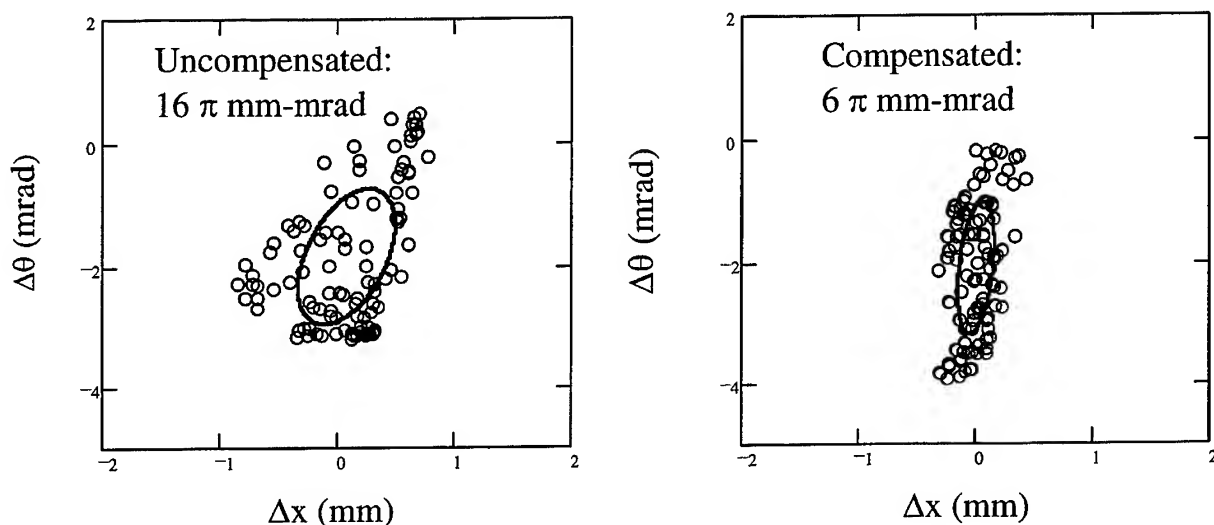 2
Uncompensated:
16 π mm-mrad
0
−2
−4
Δθ (mrad)
−2
−1
0
1
2
Δx (mm)
2
Compensated:
6 π mm-mrad
0
−2
−4
Δθ (mrad)
−2
−1
0
1
2
Δx (mm)